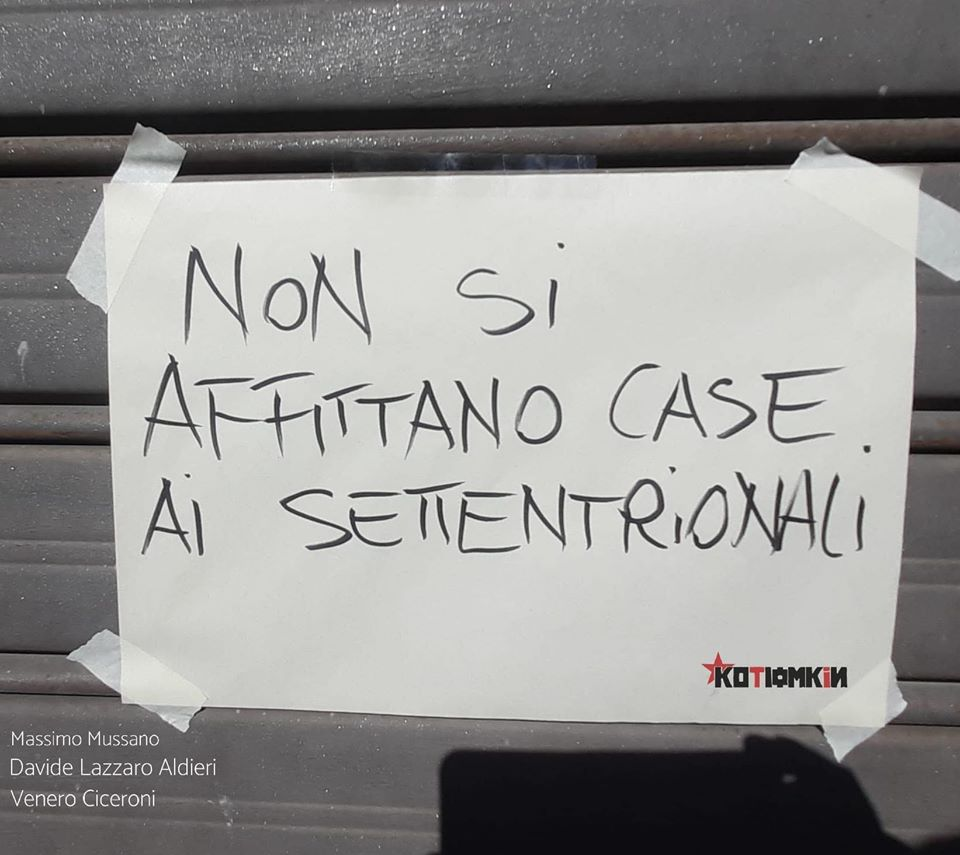 NON Si
AFFITTANO CASE.
Ai SETTENTRiONALi
KOTIOMKIN
Massimo Mussano
Davide Lazzaro Aldieri
Venero Ciceroni